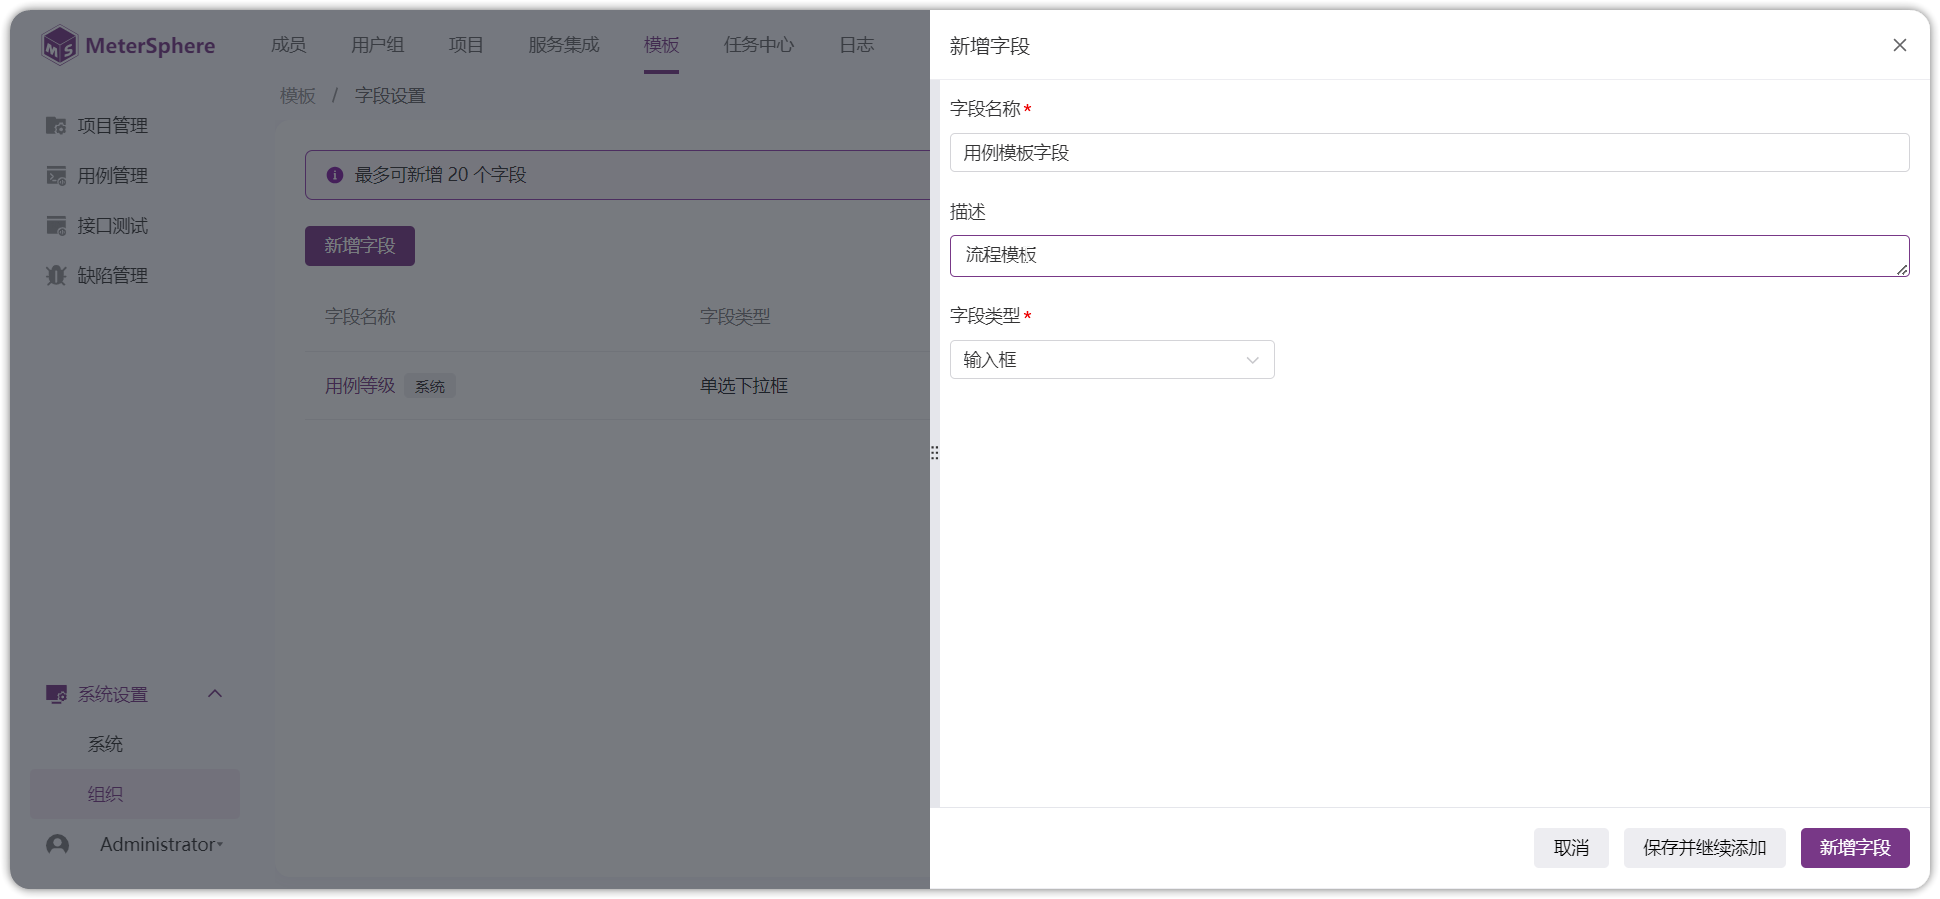 MeterSphere
成员 用户组 项目 服务集成 模板 任务中心 日志
模板 / 字段设置
项目管理
用例管理
接口测试
缺陷管理
最多可新增 20 个字段
新增字段
字段名称 字段类型
用例等级 系统 单选下拉框
系统设置
系统
组织
Administrator
新增字段
字段名称*
用例模板字段
描述
流程模板
字段类型*
输入框
取消 保存并继续添加 新增字段